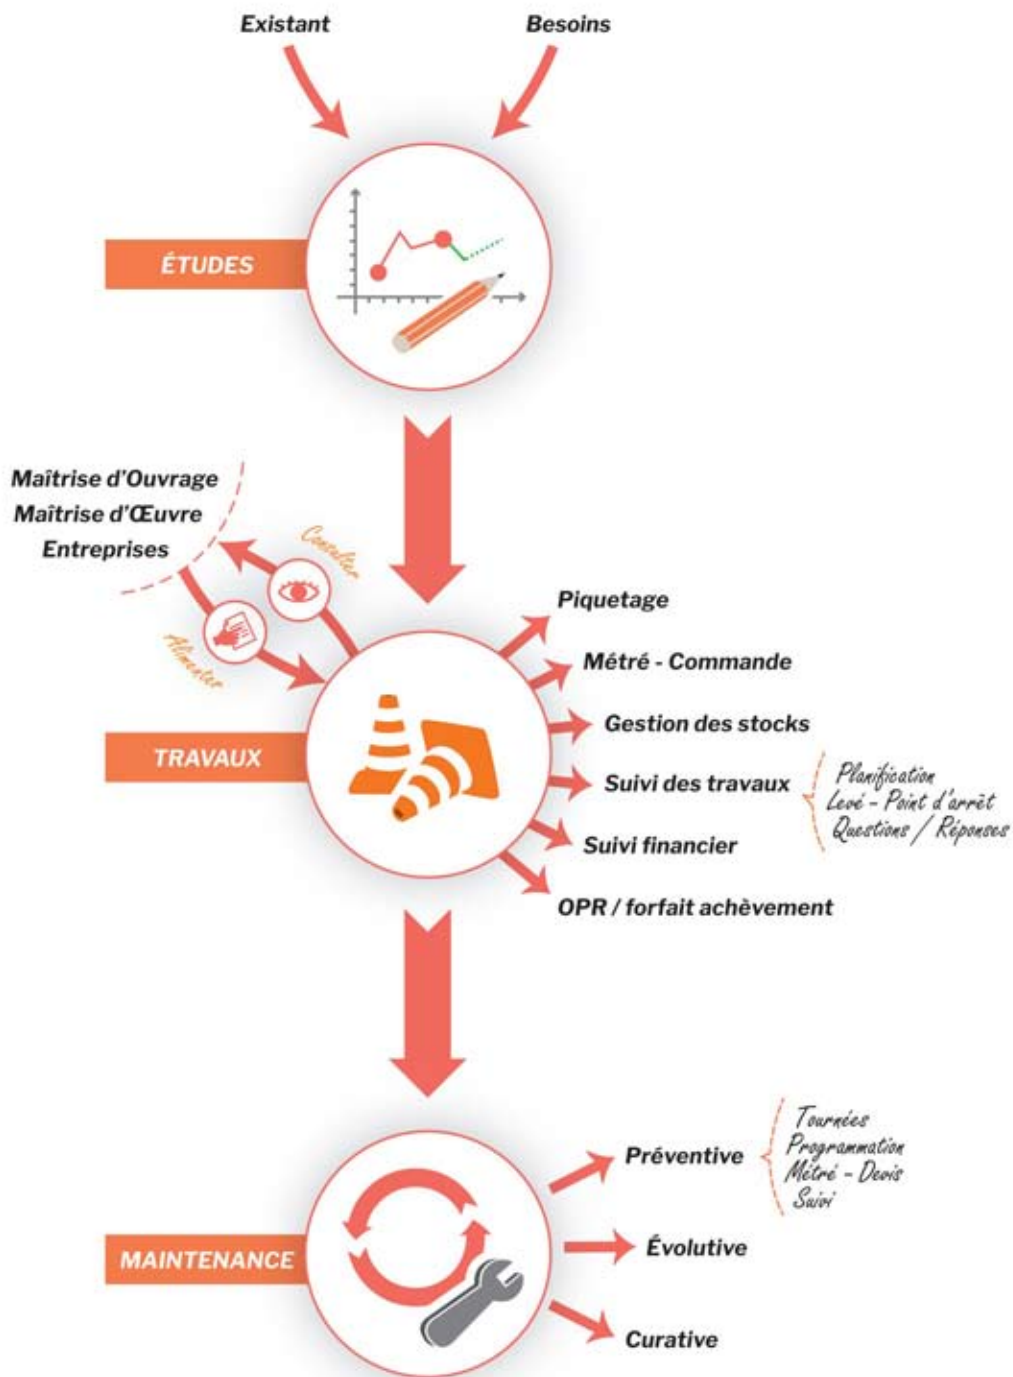 Existant
Besoins
ÉTUDES
Maîtrise d'Ouvrage
Maîtrise d'Œuvre
Entreprises
Consulter
Alimenter
TRAVAUX
Piquetage
Métré - Commande
Gestion des stocks
Suivi des travaux
Planification
Levé - Point d'arrêt
Questions / Réponses
Suivi financier
OPR / forfait achèvement
MAINTENANCE
Préventive
Tournées
Programmation
Métré - Devis
Suivi
Évolutive
Curative